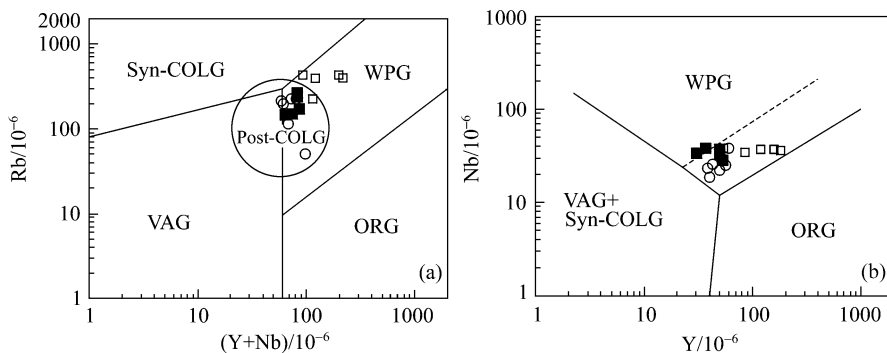 2000
1000
100
10
1
Rb/10⁻⁶
Syn-COLG
WPG
Post-COLG
VAG
ORG
(a)
1
10
100
1000
(Y+Nb)/10⁻⁶
1000
100
10
1
Nb/10⁻⁶
WPG
VAG+
Syn-COLG
ORG
(b)
1
10
100
1000
Y/10⁻⁶